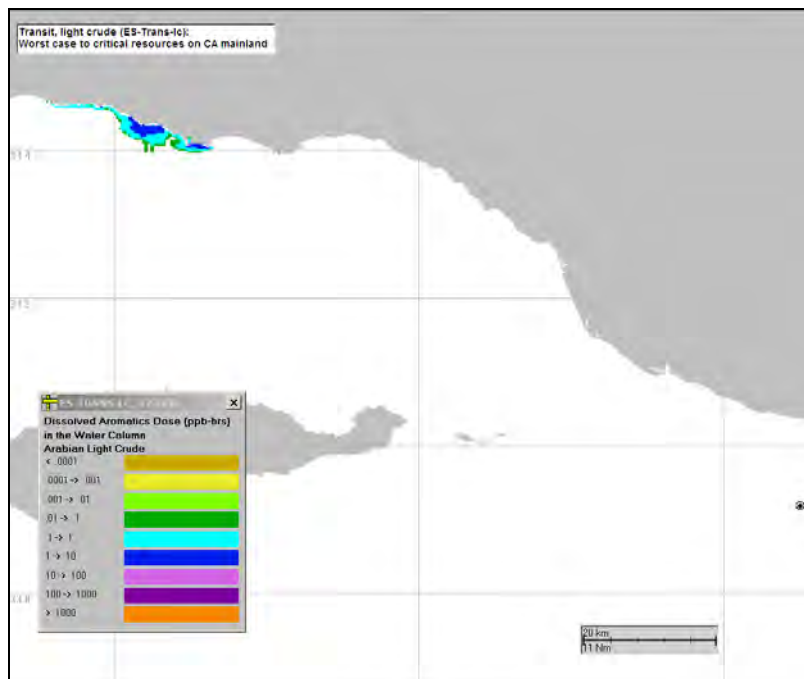 Transit, light crude (ES-Trans-lc):
Worst case to critical resources on CA mainland
Dissolved Aromatics Dose (ppb-hrs)
in the Water Column
Arabian Light Crude
< .0001
.0001 -> .001
.001 -> .01
.01 -> .1
.1 -> 1
1 -> 10
10 -> 100
100 -> 1000
> 1000
20 km
11 Nm